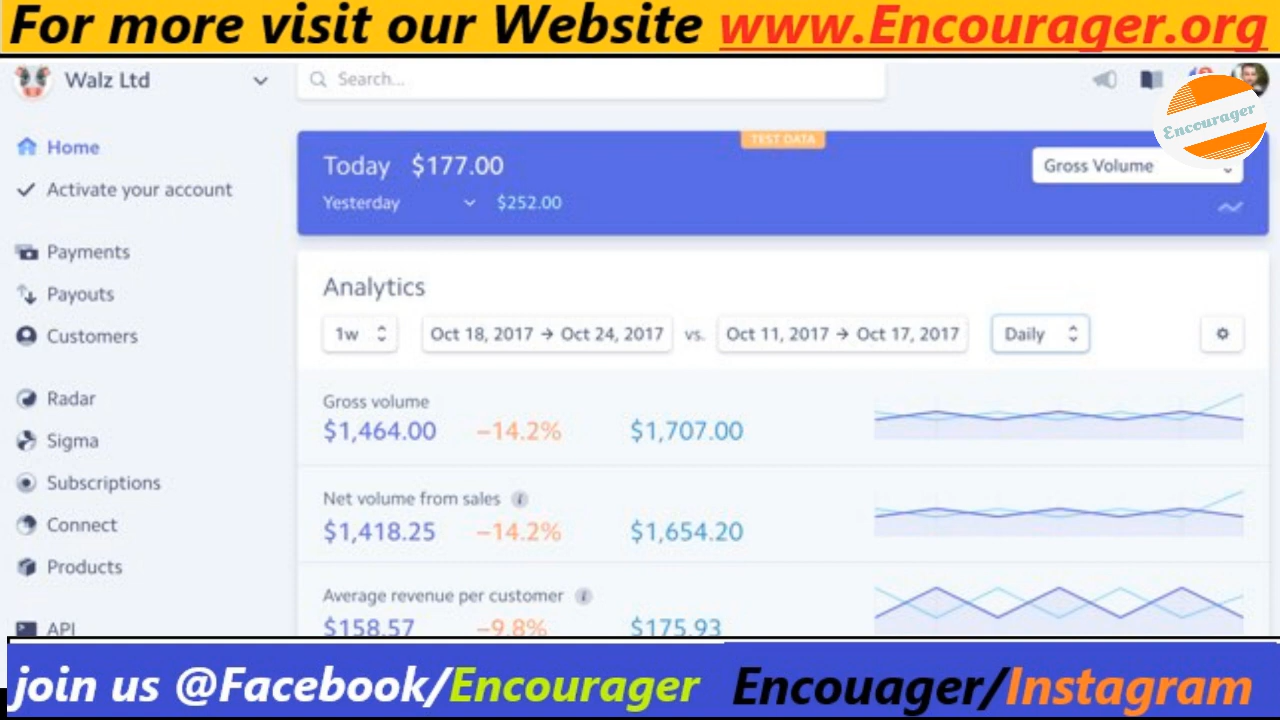 For more visit our Website www.Encourager.org
Walz Ltd
Search...
Encourager
Home
Activate your account
Payments
Payouts
Customers
Radar
Sigma
Subscriptions
Connect
Products
API
TEST DATA
Today $177.00
Gross Volume
Yesterday $252.00
Analytics
1w Oct 18, 2017 → Oct 24, 2017 vs. Oct 11, 2017 → Oct 17, 2017 Daily
Gross volume
$1,464.00 −14.2% $1,707.00
Net volume from sales i
$1,418.25 −14.2% $1,654.20
Average revenue per customer i
$158.57 −9.8% $175.93
join us @Facebook/Encourager Encouager/Instagram